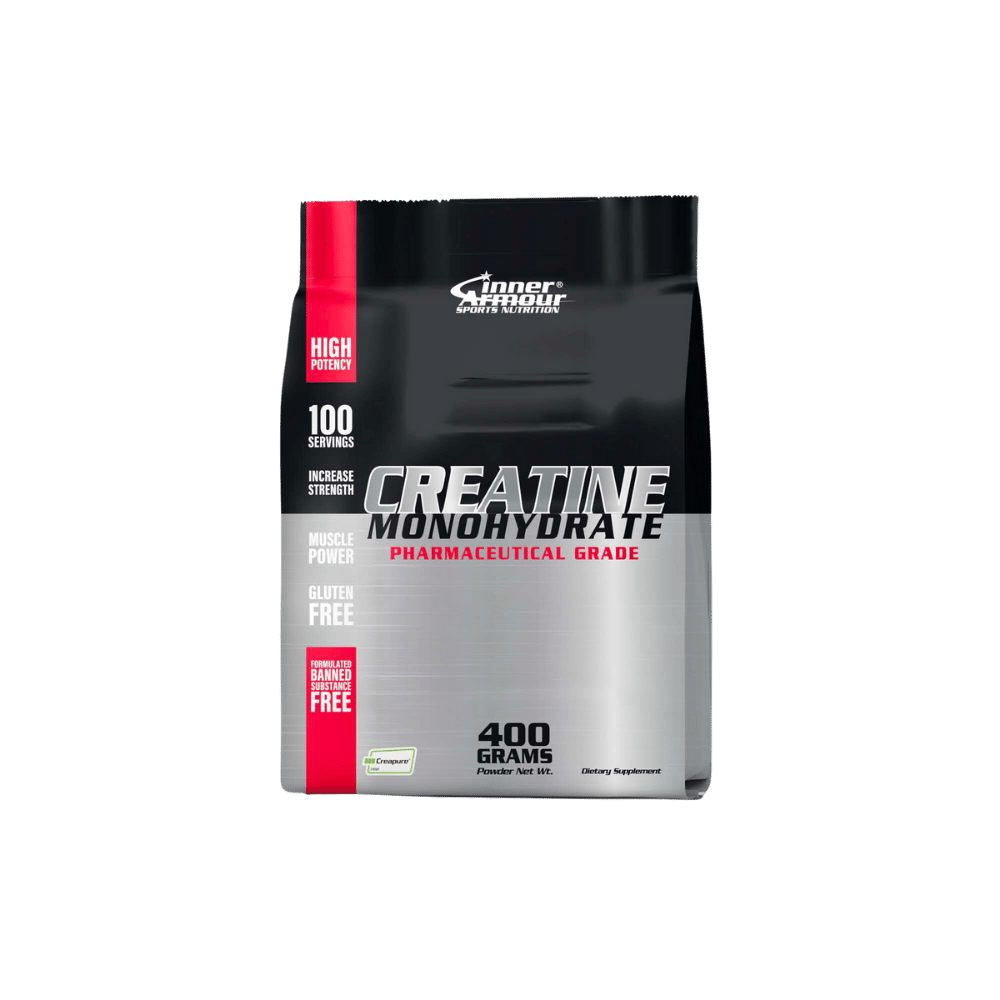 inner®
Armour
SPORTS NUTRITION
HIGH
POTENCY
100
SERVINGS
INCREASE
STRENGTH
MUSCLE
POWER
GLUTEN
FREE
FORMULATED
BANNED
SUBSTANCE
FREE
CREATINE
MONOHYDRATE
PHARMACEUTICAL GRADE
400
GRAMS
Powder Net Wt.
Dietary Supplement
Creapure®